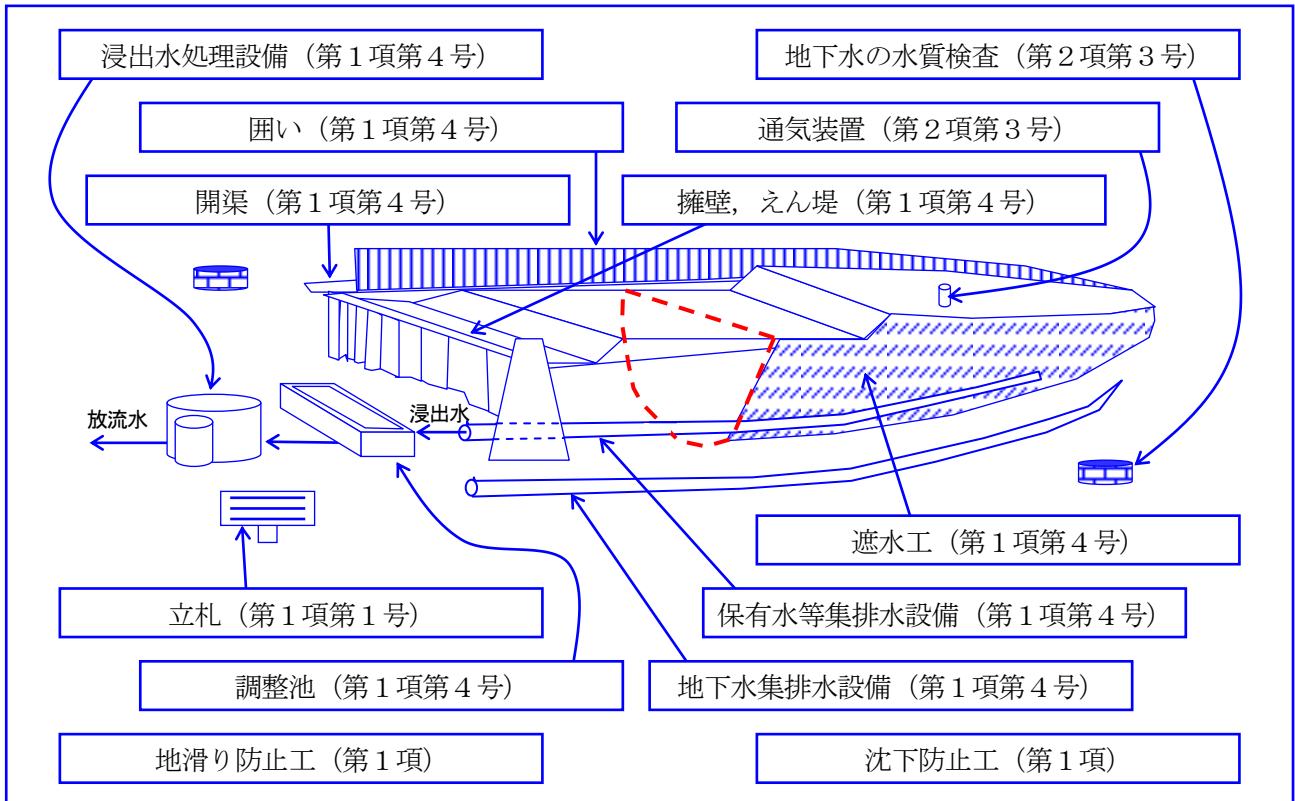 浸出水処理設備（第１項第４号）
地下水の水質検査（第２項第３号）
囲い（第１項第４号）
通気装置（第２項第３号）
開渠（第１項第４号）
擁壁，えん堤（第１項第４号）
放流水
浸出水
遮水工（第１項第４号）
立札（第１項第１号）
保有水等集排水設備（第１項第４号）
調整池（第１項第４号）
地下水集排水設備（第１項第４号）
地滑り防止工（第１項）
沈下防止工（第１項）